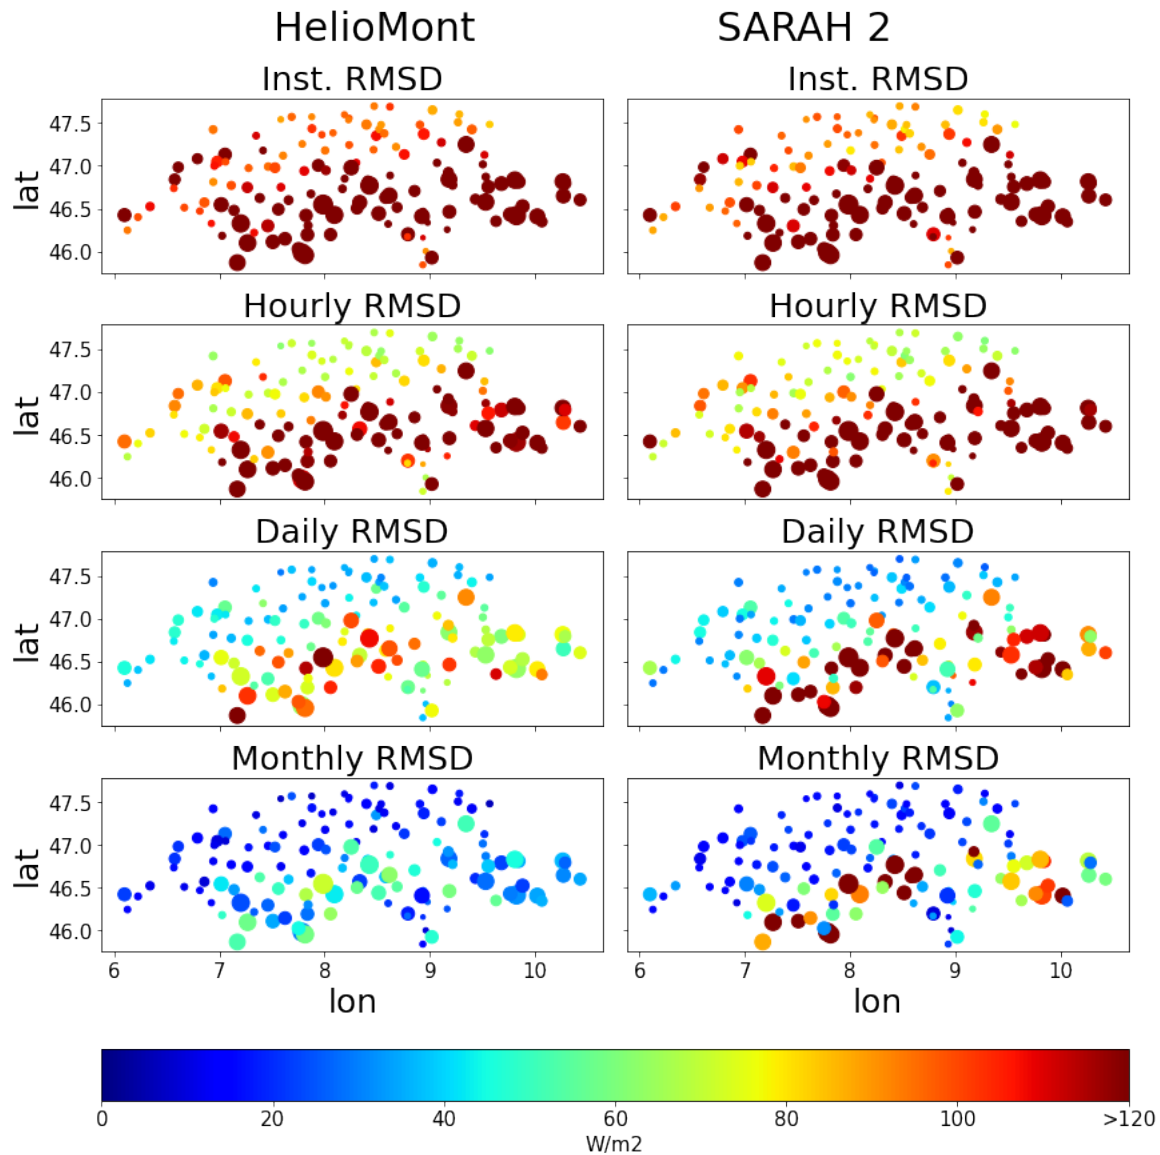 HelioMont SARAH 2
Inst. RMSD Inst. RMSD
47.5
47.0
46.5
46.0
lat
Hourly RMSD Hourly RMSD
47.5
47.0
46.5
46.0
lat
Daily RMSD Daily RMSD
47.5
47.0
46.5
46.0
lat
Monthly RMSD Monthly RMSD
47.5
47.0
46.5
46.0
lat
6 7 8 9 10 6 7 8 9 10
lon lon
0 20 40 60 80 100 >120
W/m2